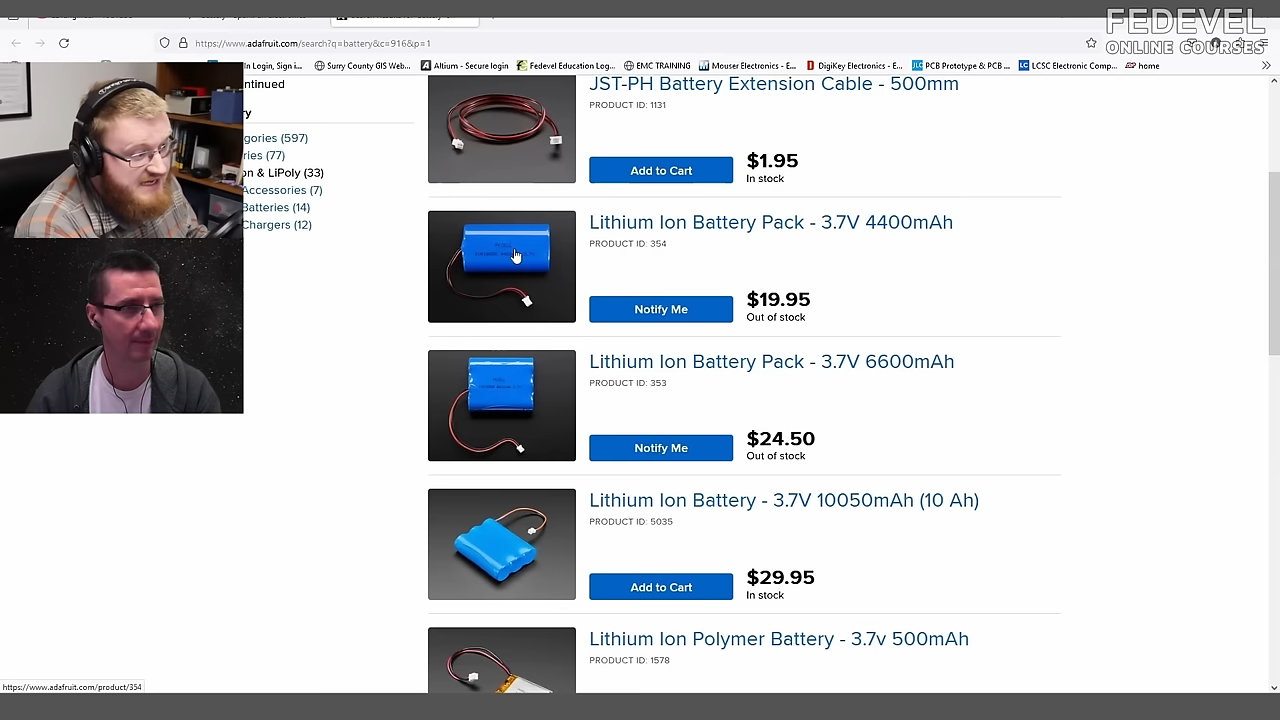 FEDEVEL
ONLINE COURSES
https://www.adafruit.com/search?q=battery&c=916&p=1
In Login, Sign i...
Surry County GIS Web...
Altium - Secure login
Fedevel Education Log...
EMC TRAINING
Mouser Electronics - E...
DigiKey Electronics - E...
PCB Prototype & PCB ...
LCSC Electronic Comp...
home
ontinued
ry
gories (597)
ries (77)
on & LiPoly (33)
Accessories (7)
Batteries (14)
Chargers (12)
JST-PH Battery Extension Cable - 500mm
PRODUCT ID: 1131
Add to Cart
$1.95
In stock
Lithium Ion Battery Pack - 3.7V 4400mAh
PRODUCT ID: 354
Notify Me
$19.95
Out of stock
Lithium Ion Battery Pack - 3.7V 6600mAh
PRODUCT ID: 353
Notify Me
$24.50
Out of stock
Lithium Ion Battery - 3.7V 10050mAh (10 Ah)
PRODUCT ID: 5035
Add to Cart
$29.95
In stock
Lithium Ion Polymer Battery - 3.7v 500mAh
PRODUCT ID: 1578
https://www.adafruit.com/product/354